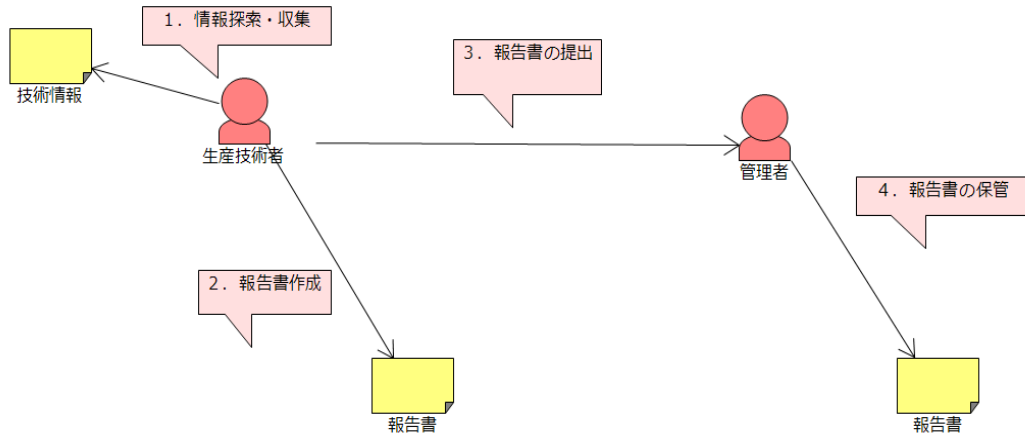 1. 情報探索・収集
3. 報告書の提出
技術情報
生産技術者
管理者
4. 報告書の保管
2. 報告書作成
報告書
報告書